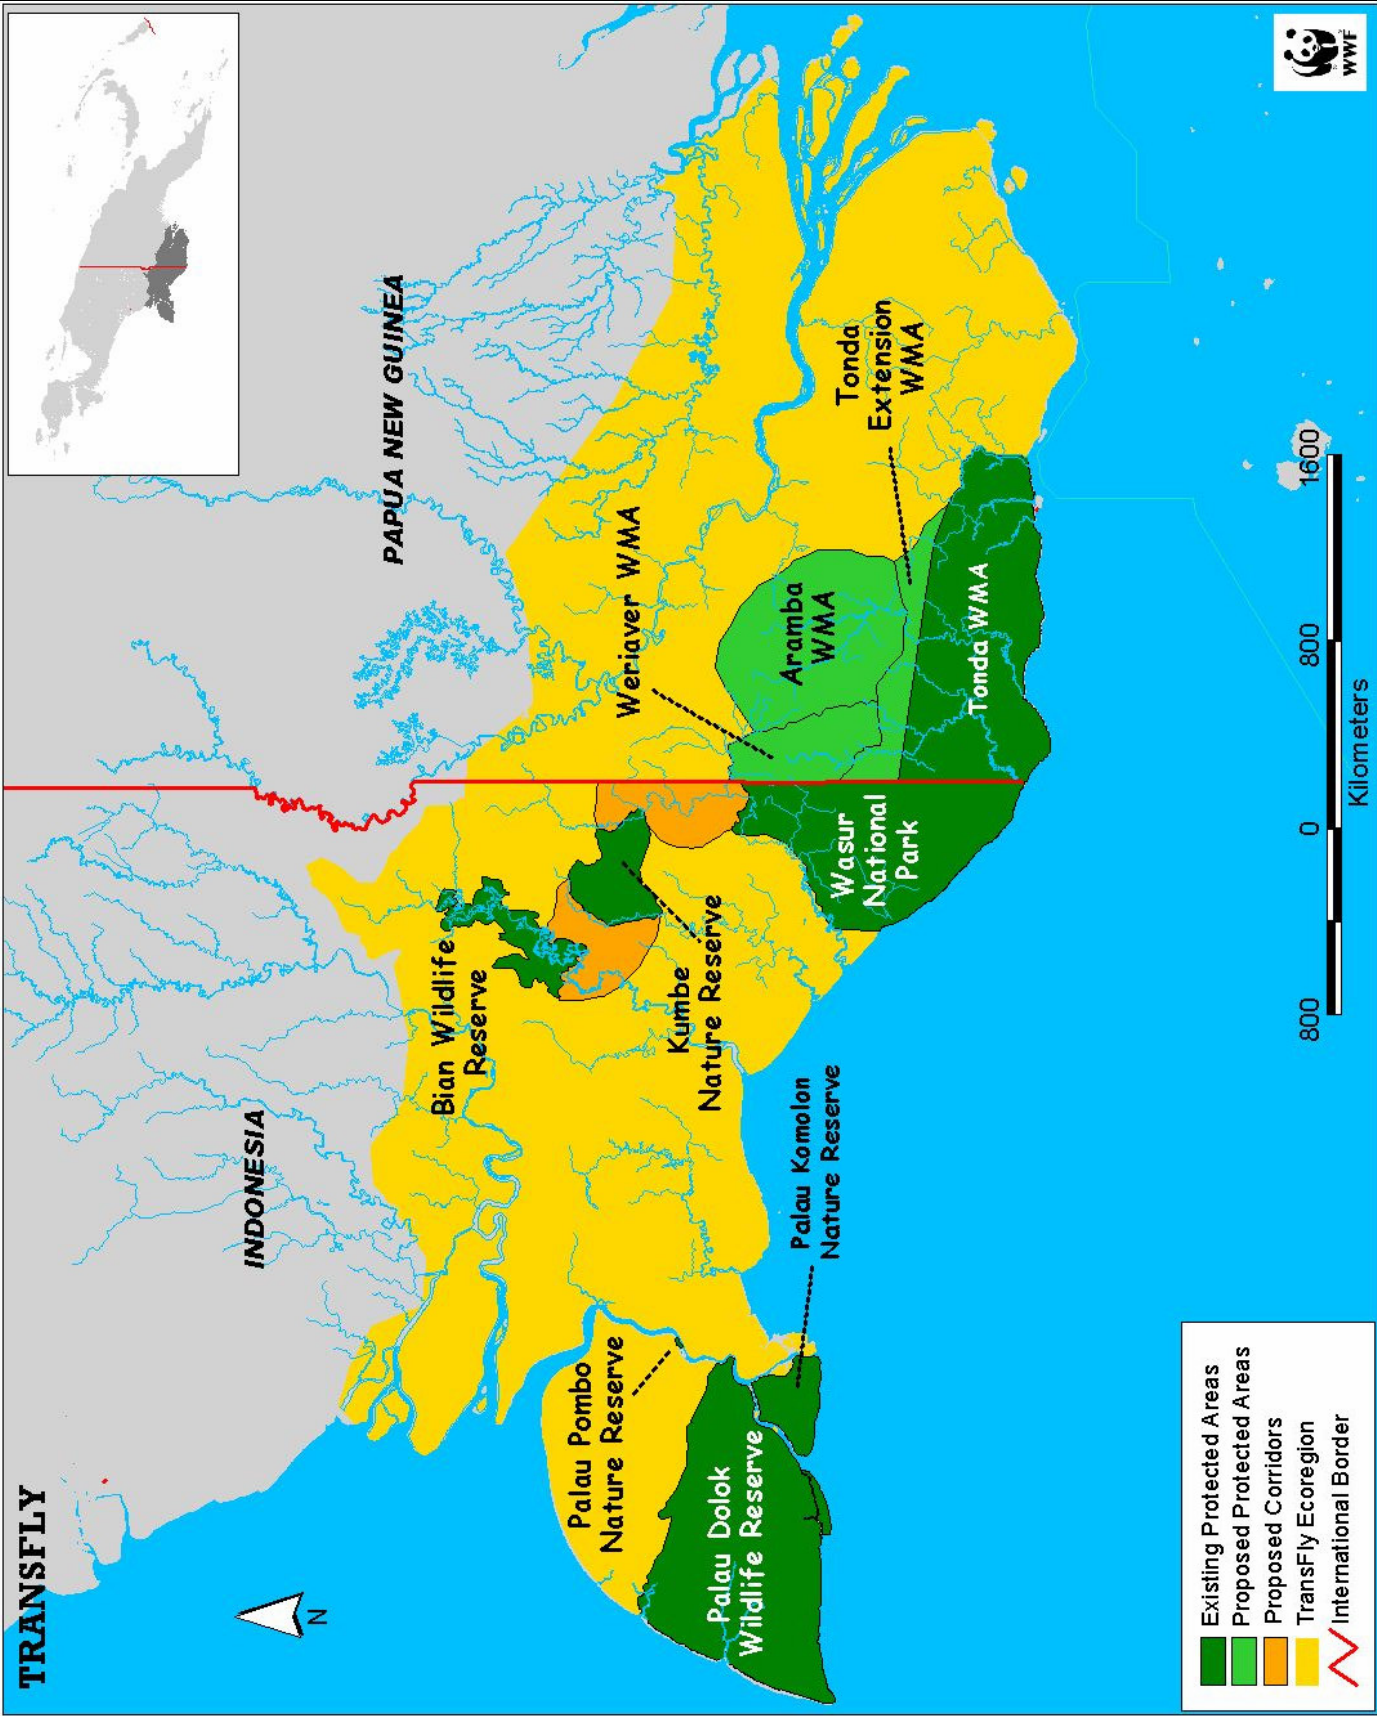 TRANSFLY
N
INDONESIA
PAPUA NEW GUINEA
Bian Wildlife
Reserve
Weriaver WMA
Kumbe
Nature Reserve
Palau Pombo
Nature Reserve
Palau Dolok
Wildlife Reserve
Palau Komolon
Nature Reserve
Wasur
National
Park
Aramba
WMA
Tonda
Extension
WMA
Tonda WMA
Existing Protected Areas
Proposed Protected Areas
Proposed Corridors
TransFly Ecoregion
International Border
800 0 800 1600
Kilometers
WWF